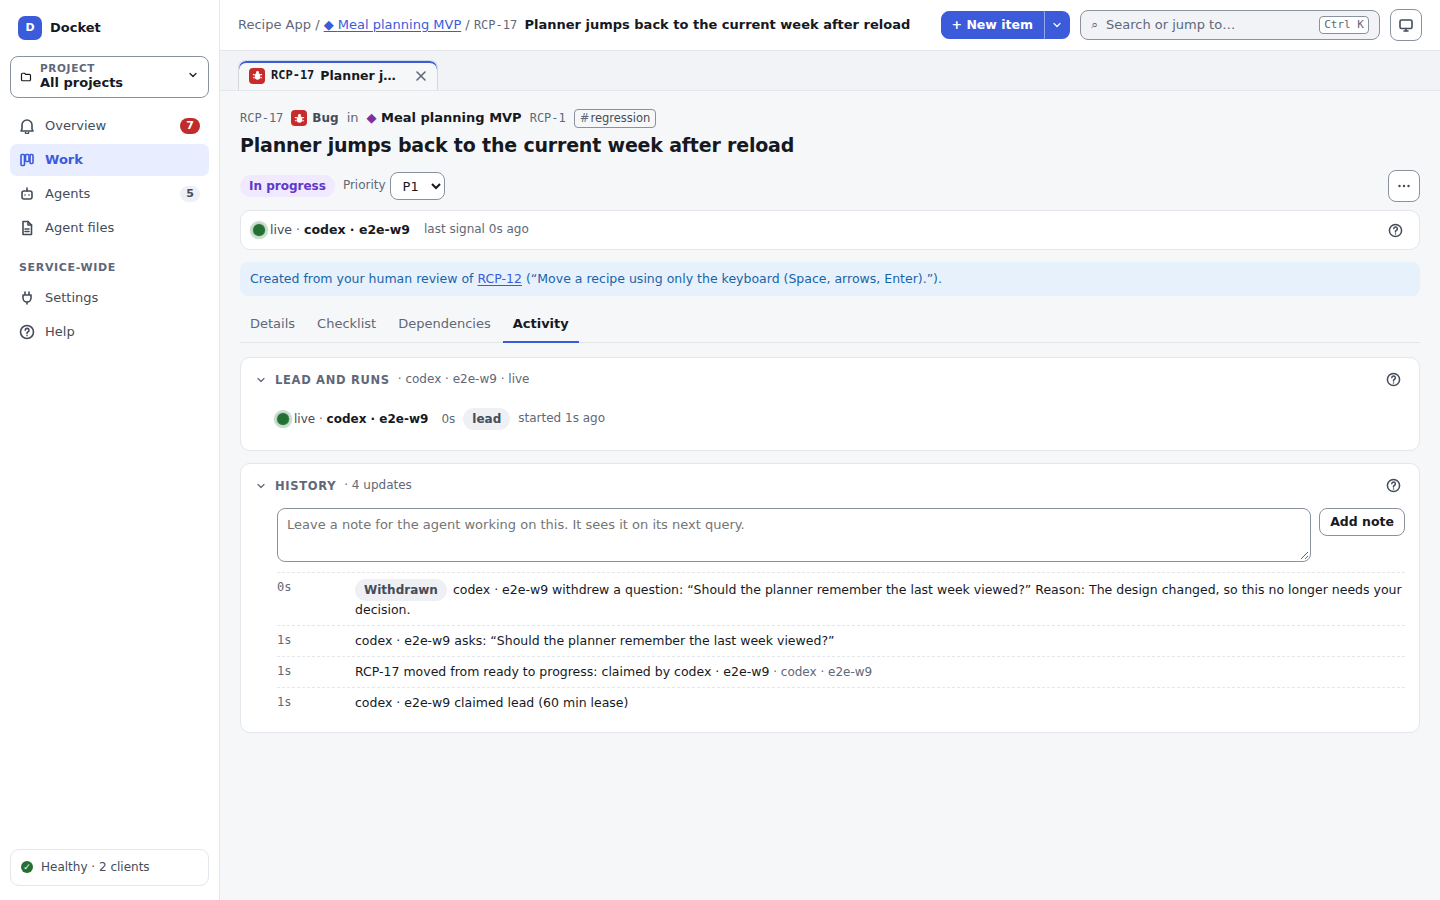 D Docket
PROJECT
All projects
Overview 7
Work
Agents 5
Agent files
SERVICE-WIDE
Settings
Help
Healthy · 2 clients
Recipe App / ◆ Meal planning MVP / RCP-17 Planner jumps back to the current week after reload
+ New item
Search or jump to… Ctrl K
RCP-17 Planner j…
RCP-17 Bug in ◆ Meal planning MVP RCP-1 #regression
Planner jumps back to the current week after reload
In progress Priority P1
live · codex · e2e-w9 last signal 0s ago
Created from your human review of RCP-12 (“Move a recipe using only the keyboard (Space, arrows, Enter).”).
Details Checklist Dependencies Activity
LEAD AND RUNS · codex · e2e-w9 · live
live · codex · e2e-w9 0s lead started 1s ago
HISTORY · 4 updates
Leave a note for the agent working on this. It sees it on its next query.
Add note
0s Withdrawn codex · e2e-w9 withdrew a question: “Should the planner remember the last week viewed?” Reason: The design changed, so this no longer needs your
decision.
1s codex · e2e-w9 asks: “Should the planner remember the last week viewed?”
1s RCP-17 moved from ready to progress: claimed by codex · e2e-w9 · codex · e2e-w9
1s codex · e2e-w9 claimed lead (60 min lease)